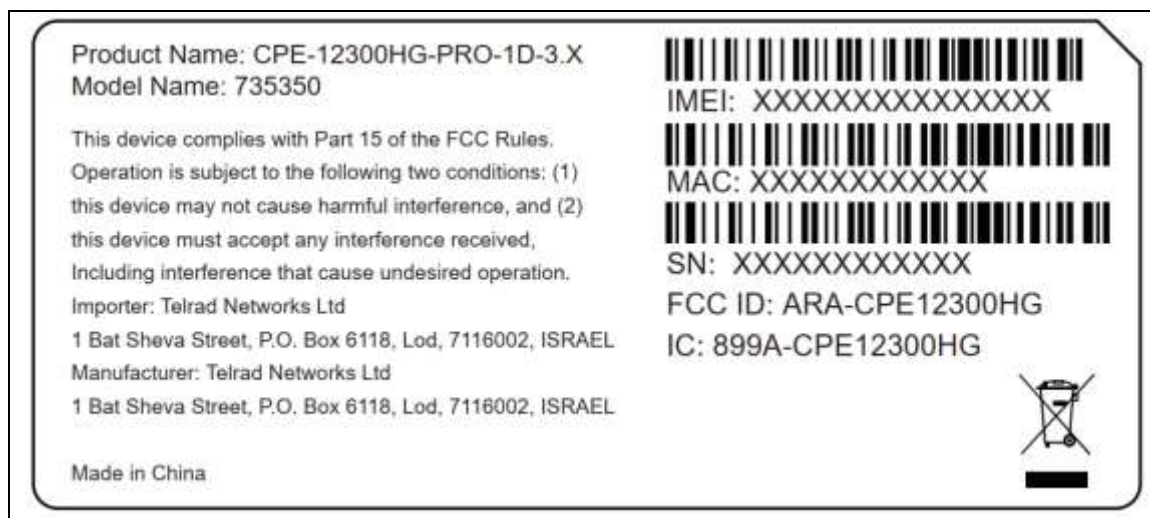 Product Name: CPE-12300HG-PRO-1D-3.X
Model Name: 735350
This device complies with Part 15 of the FCC Rules.
Operation is subject to the following two conditions: (1)
this device may not cause harmful interference, and (2)
this device must accept any interference received,
Including interference that cause undesired operation.
Importer: Telrad Networks Ltd
1 Bat Sheva Street, P.O. Box 6118, Lod, 7116002, ISRAEL
Manufacturer: Telrad Networks Ltd
1 Bat Sheva Street, P.O. Box 6118, Lod, 7116002, ISRAEL
Made in China
IMEI: XXXXXXXXXXXXXXX
MAC: XXXXXXXXXXXX
SN: XXXXXXXXXXXX
FCC ID: ARA-CPE12300HG
IC: 899A-CPE12300HG